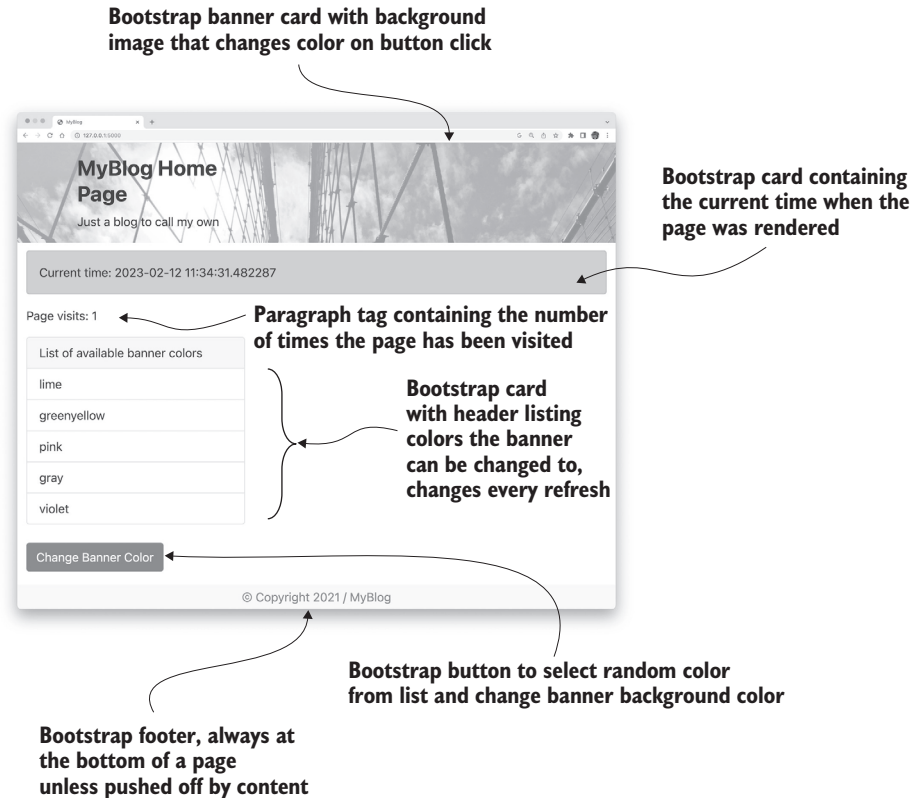 Bootstrap banner card with background
image that changes color on button click
MyBlog
127.0.0.1:5000
MyBlog Home
Page
Just a blog to call my own
Bootstrap card containing
the current time when the
page was rendered
Current time: 2023-02-12 11:34:31.482287
Page visits: 1
Paragraph tag containing the number
of times the page has been visited
List of available banner colors
lime
greenyellow
pink
gray
violet
Bootstrap card
with header listing
colors the banner
can be changed to,
changes every refresh
Change Banner Color
© Copyright 2021 / MyBlog
Bootstrap button to select random color
from list and change banner background color
Bootstrap footer, always at
the bottom of a page
unless pushed off by content